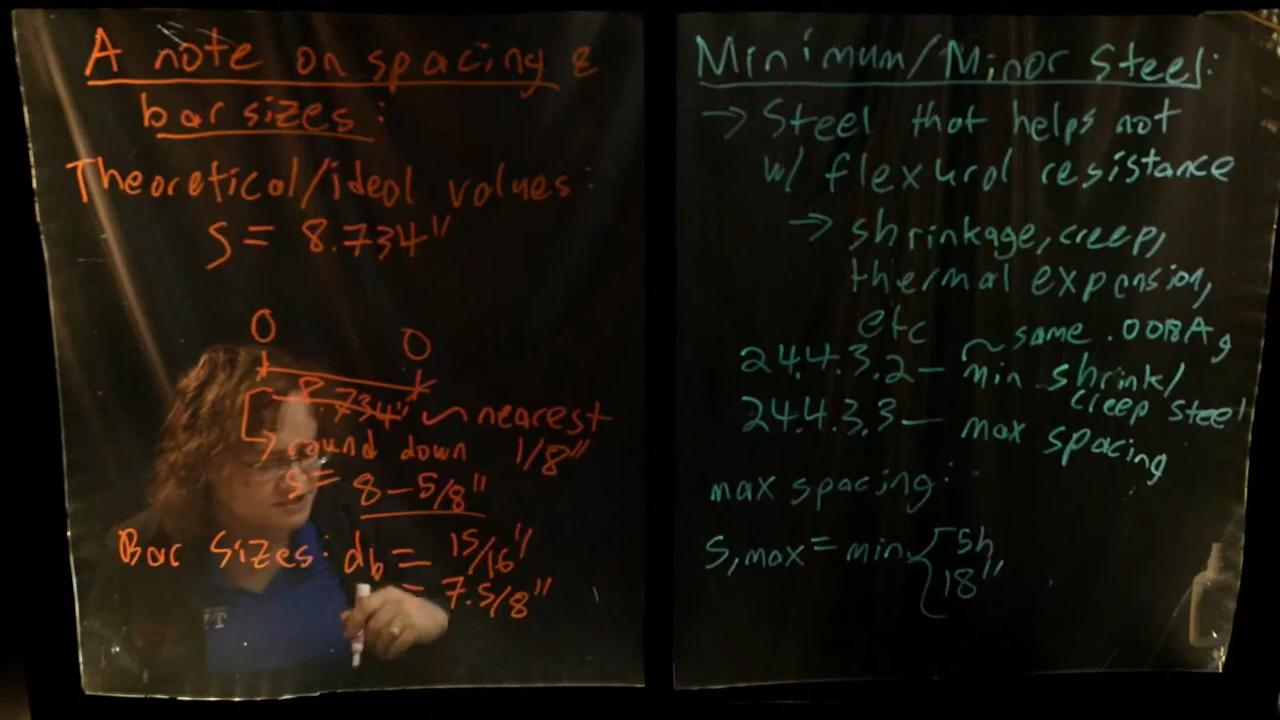 A note on spacing &
bar sizes:
Theoretical/ideal values:
S = 8.734"
8.734" nearest
round down 1/8"
S = 8-5/8"
Bar Sizes: db = 15/16"
= 7.5/8"
Minimum/Minor Steel:
→ Steel that helps not
w/ flexural resistance
→ shrinkage, creep,
thermal expansion,
etc
~ same .0018Ag
24.4.3.2 – min shrink/
creep steel
24.4.3.3 – max spacing
max spacing:
S,max = min { 5h
18"